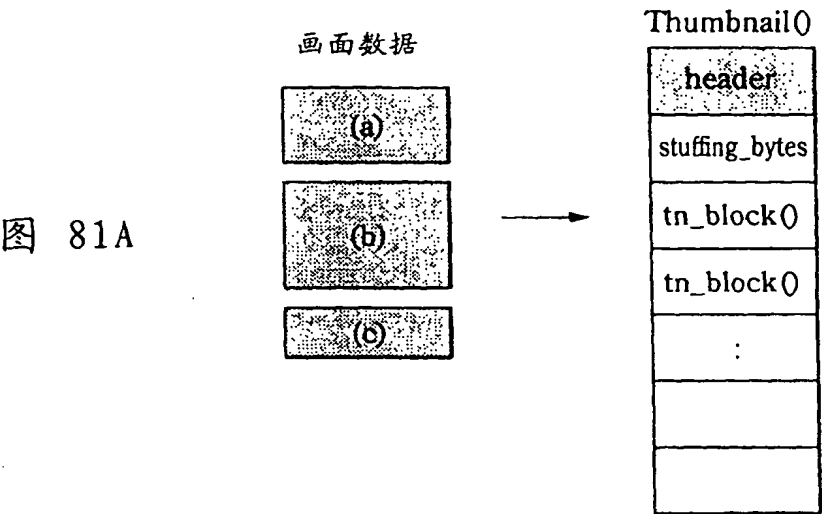 图 81A
画面数据
(a)
(b)
(c)
Thumbnail()
header
stuffing_bytes
tn_block()
tn_block()
: